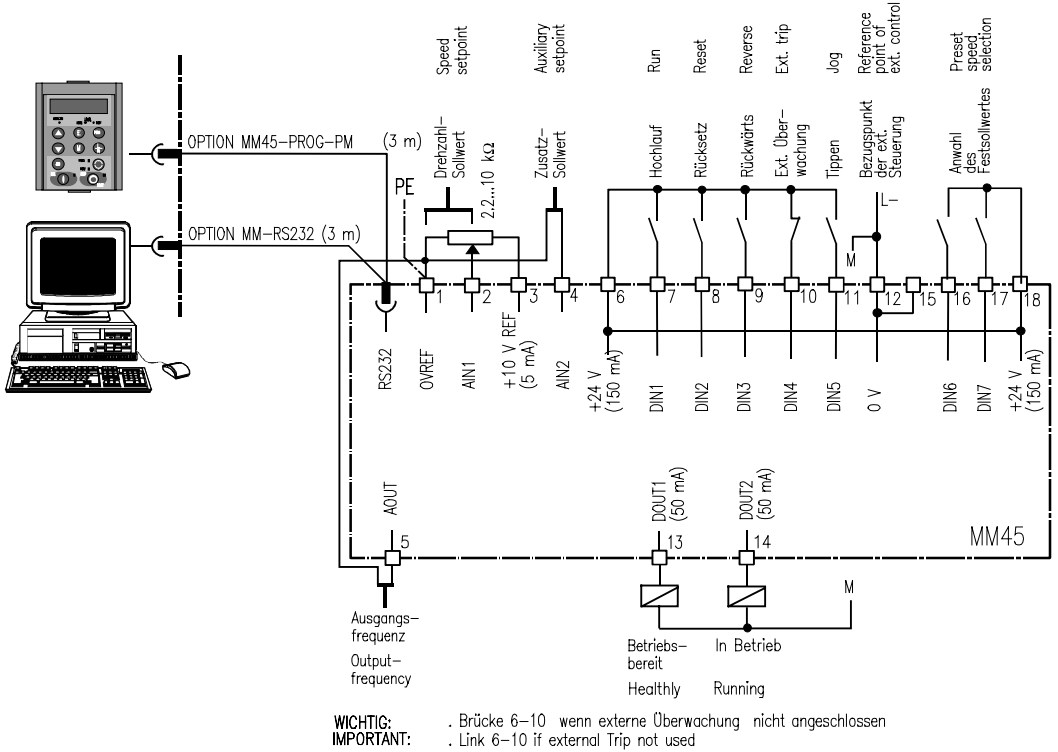 Speed
setpoint
Auxiliary
setpoint
Run
Reset
Reverse
Ext. trip
Jog
Reference
point of
ext. control
Preset
speed
selection
OPTION MM45-PROG-PM (3 m)
Drehzahl-
Sollwert
Zusatz-
Sollwert
Hochlauf
Rücksetz
Rückwärts
Ext. Über-
wachung
Tippen
Bezugspunkt
der ext.
Steuerung
Anwahl
des
Festsollwertes
PE
2.2...10 kΩ
L-
M
OPTION MM-RS232 (3 m)
1 2 3 4 6 7 8 9 10 11 12 15 16 17 18
RS232
0VREF
AIN1
+10 V REF
(5 mA)
AIN2
+24 V
(150 mA)
DIN1
DIN2
DIN3
DIN4
DIN5
0 V
DIN6
DIN7
+24 V
(150 mA)
AOUT
DOUT1
(50 mA)
DOUT2
(50 mA)
MM45
5 13 14
M
Ausgangs-
frequenz
Output-
frequency
Betriebs-
bereit
Healthly
In Betrieb
Running
WICHTIG: . Brücke 6-10 wenn externe Überwachung nicht angeschlossen
IMPORTANT: . Link 6-10 if external Trip not used